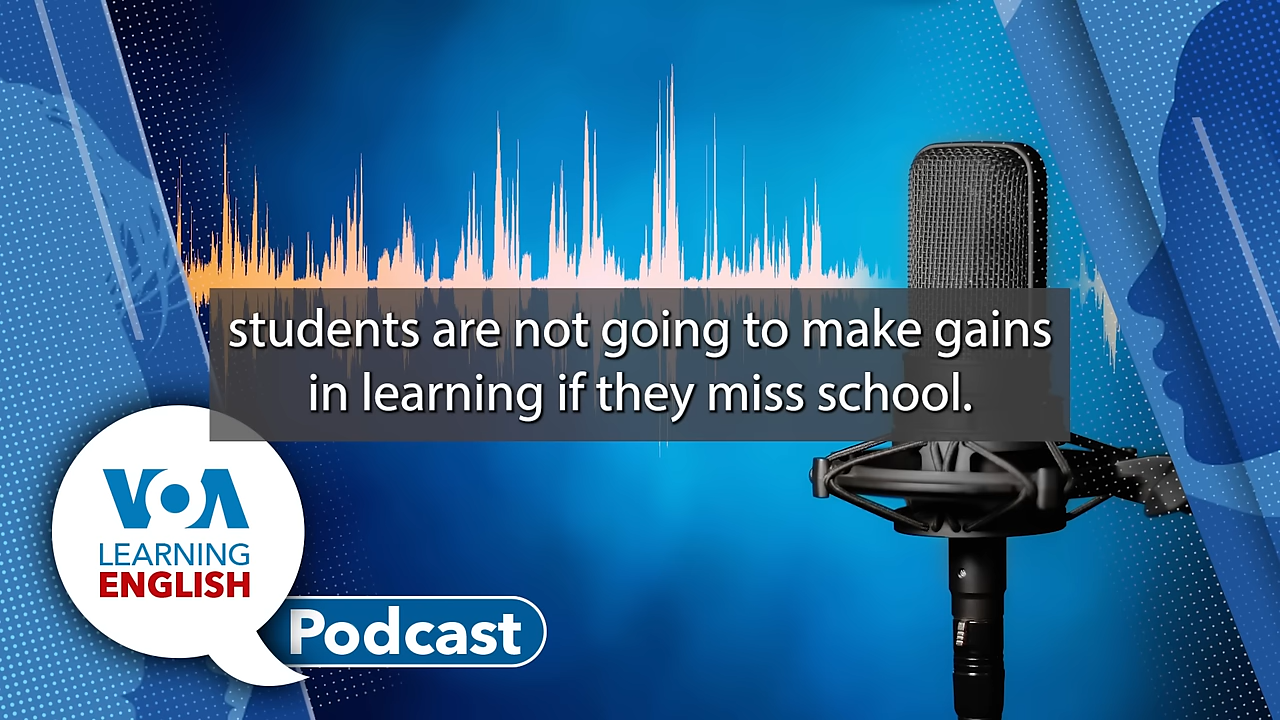 students are not going to make gains
in learning if they miss school.
VOA
LEARNING
ENGLISH
Podcast